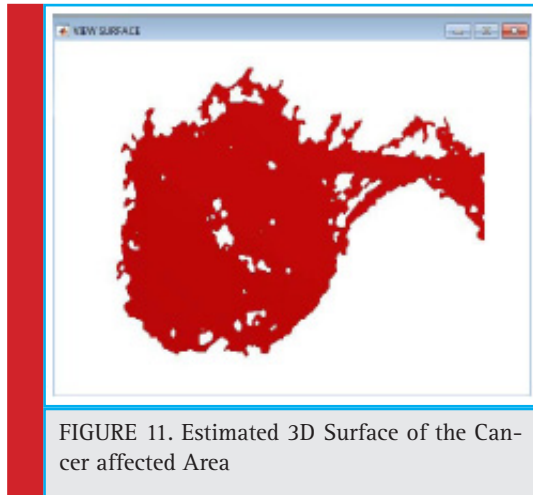 VIEW SURFACE
FIGURE 11. Estimated 3D Surface of the Can-
cer affected Area